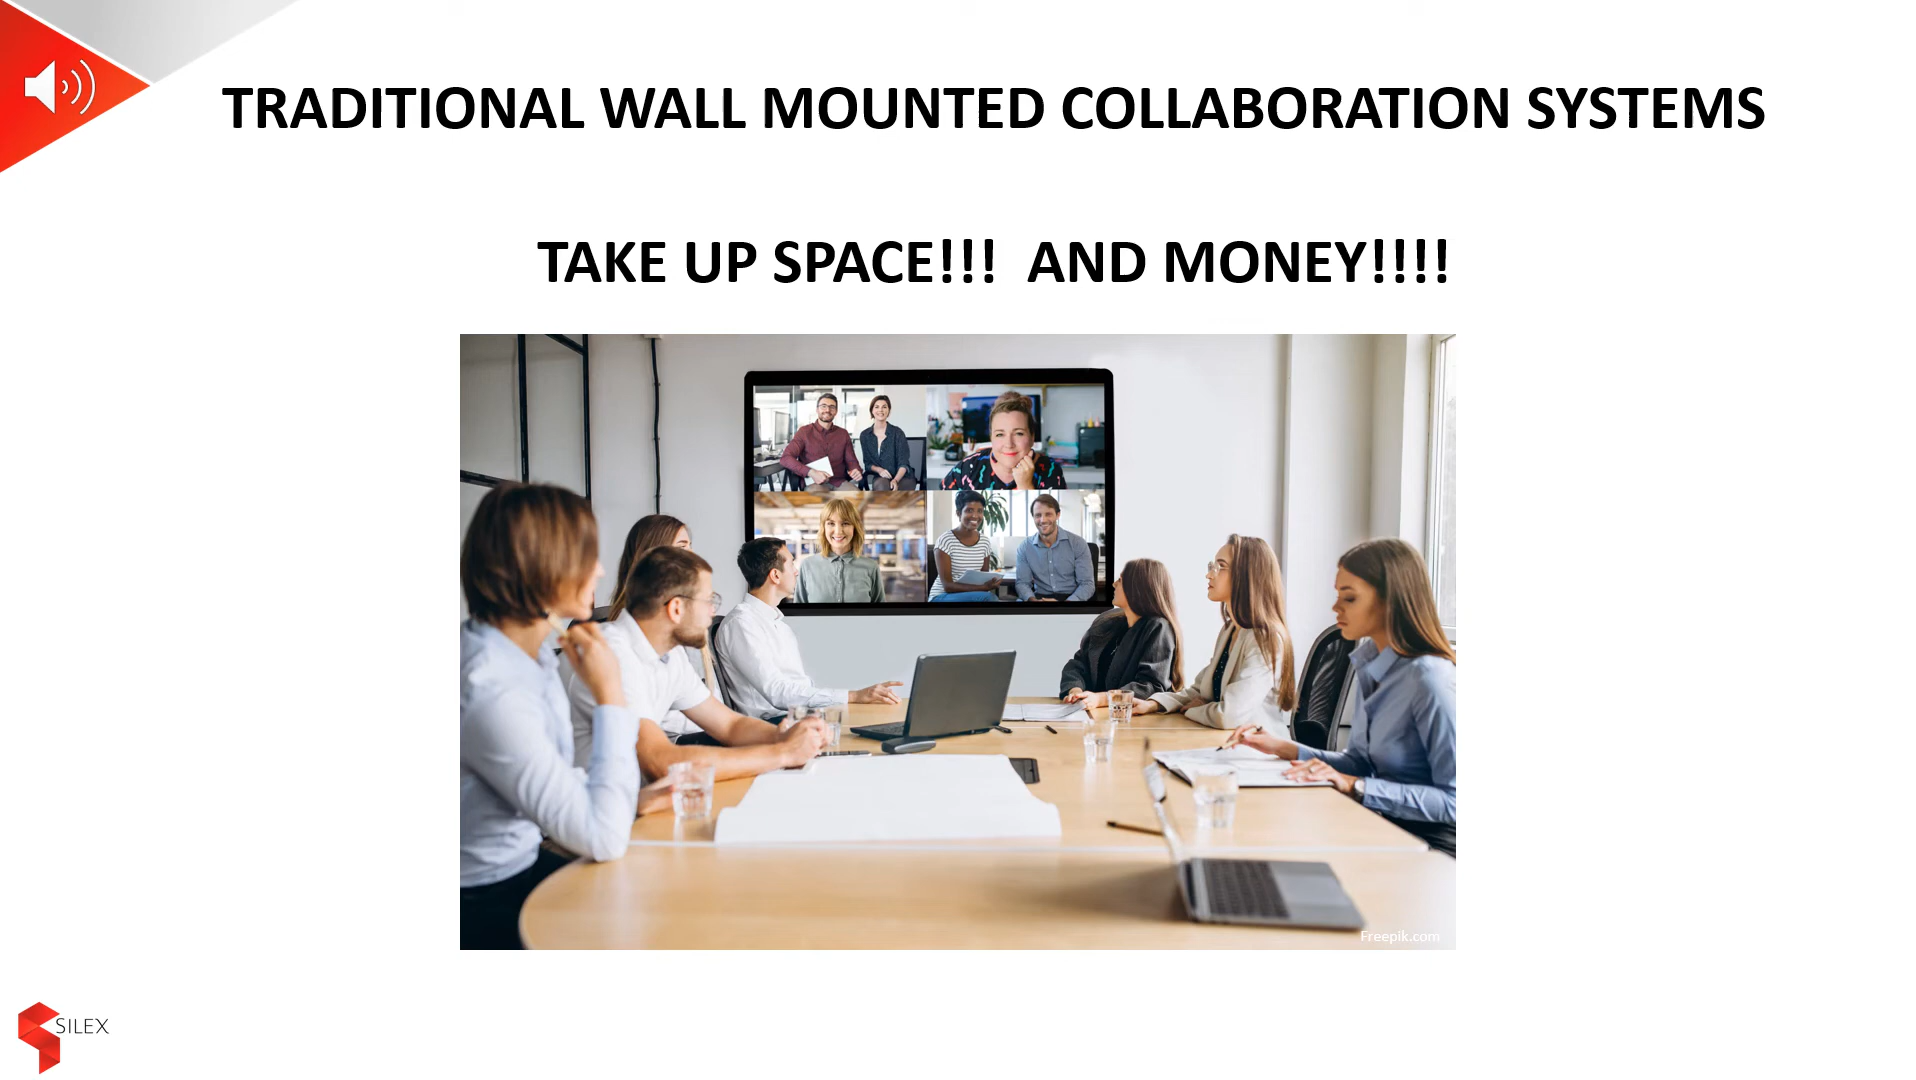 TRADITIONAL WALL MOUNTED COLLABORATION SYSTEMS
TAKE UP SPACE!!! AND MONEY!!!!
Freepik.com
SILEX